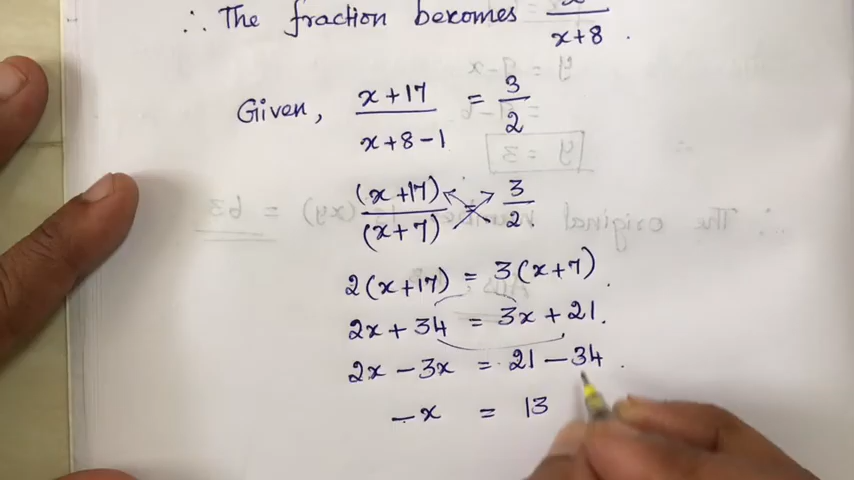 ∴ The fraction becomes x/(x+8) .
Given, (x+17)/(x+8-1) = 3/2
(x+17)/(x+7) = 3/2
2(x+17) = 3(x+7) .
2x + 34 = 3x + 21.
2x - 3x = 21 - 34 .
-x = 13